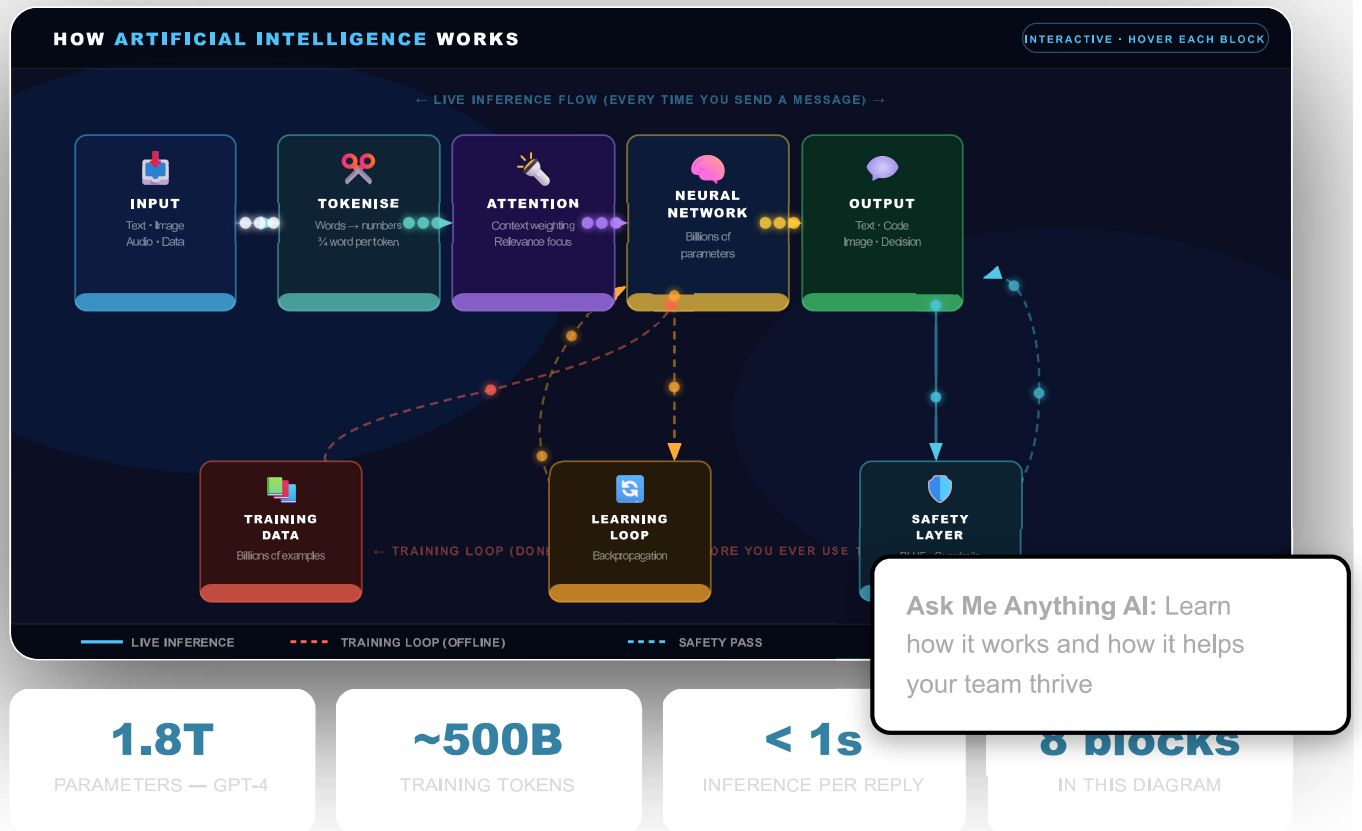 HOW ARTIFICIAL INTELLIGENCE WORKS
INTERACTIVE · HOVER EACH BLOCK
← LIVE INFERENCE FLOW (EVERY TIME YOU SEND A MESSAGE) →
INPUT
Text · Image
Audio · Data
TOKENISE
Words → numbers
¾ word per token
ATTENTION
Context weighting
Relevance focus
NEURAL
NETWORK
Billions of
parameters
OUTPUT
Text · Code
Image · Decision
TRAINING
DATA
Billions of examples
← TRAINING LOOP (DONE
LEARNING
LOOP
Backpropagation
YOU EVER USE
SAFETY
LAYER
LIVE INFERENCE
TRAINING LOOP (OFFLINE)
SAFETY PASS
Ask Me Anything AI: Learn
how it works and how it helps
your team thrive
1.8T
PARAMETERS — GPT-4
~500B
TRAINING TOKENS
< 1s
INFERENCE PER REPLY
8 blocks
IN THIS DIAGRAM